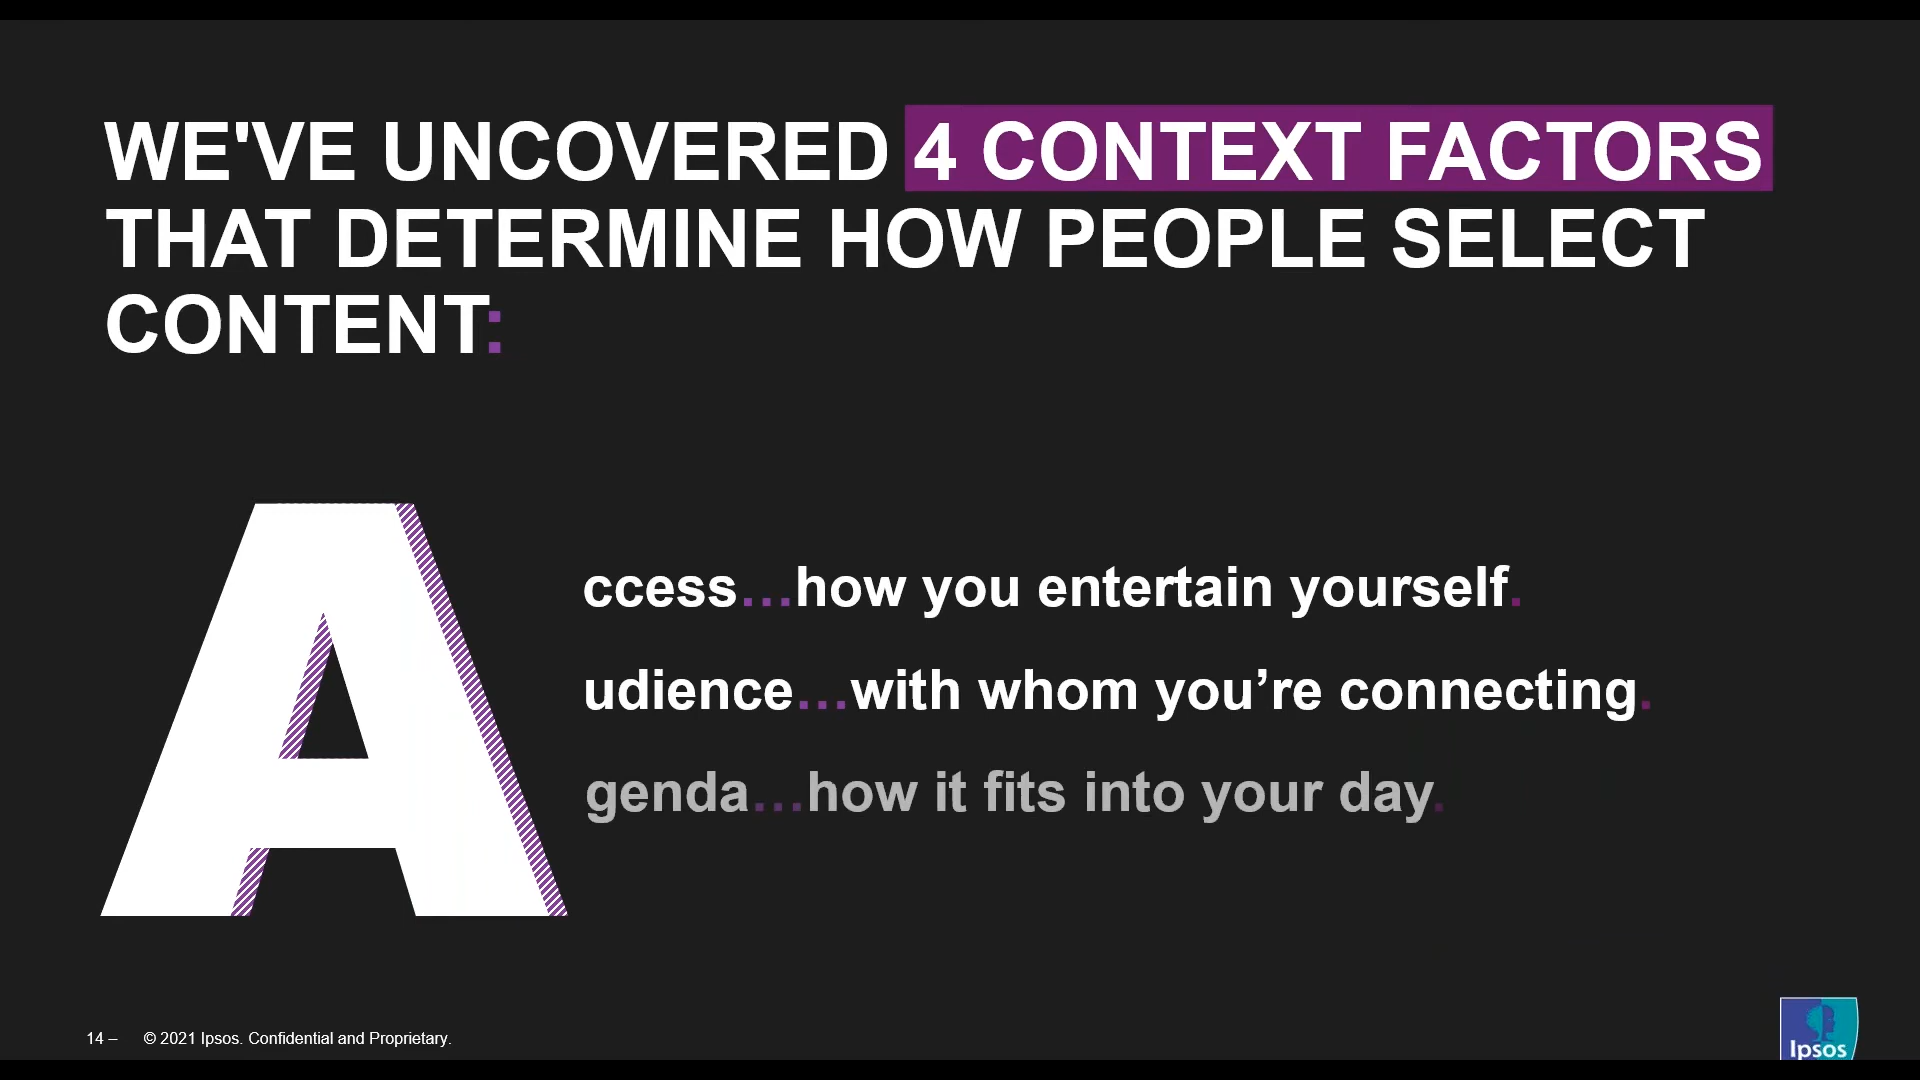 WE'VE UNCOVERED 4 CONTEXT FACTORS
THAT DETERMINE HOW PEOPLE SELECT
CONTENT:
A
ccess…how you entertain yourself.
udience…with whom you’re connecting.
genda…how it fits into your day.
14 – © 2021 Ipsos. Confidential and Proprietary.
Ipsos